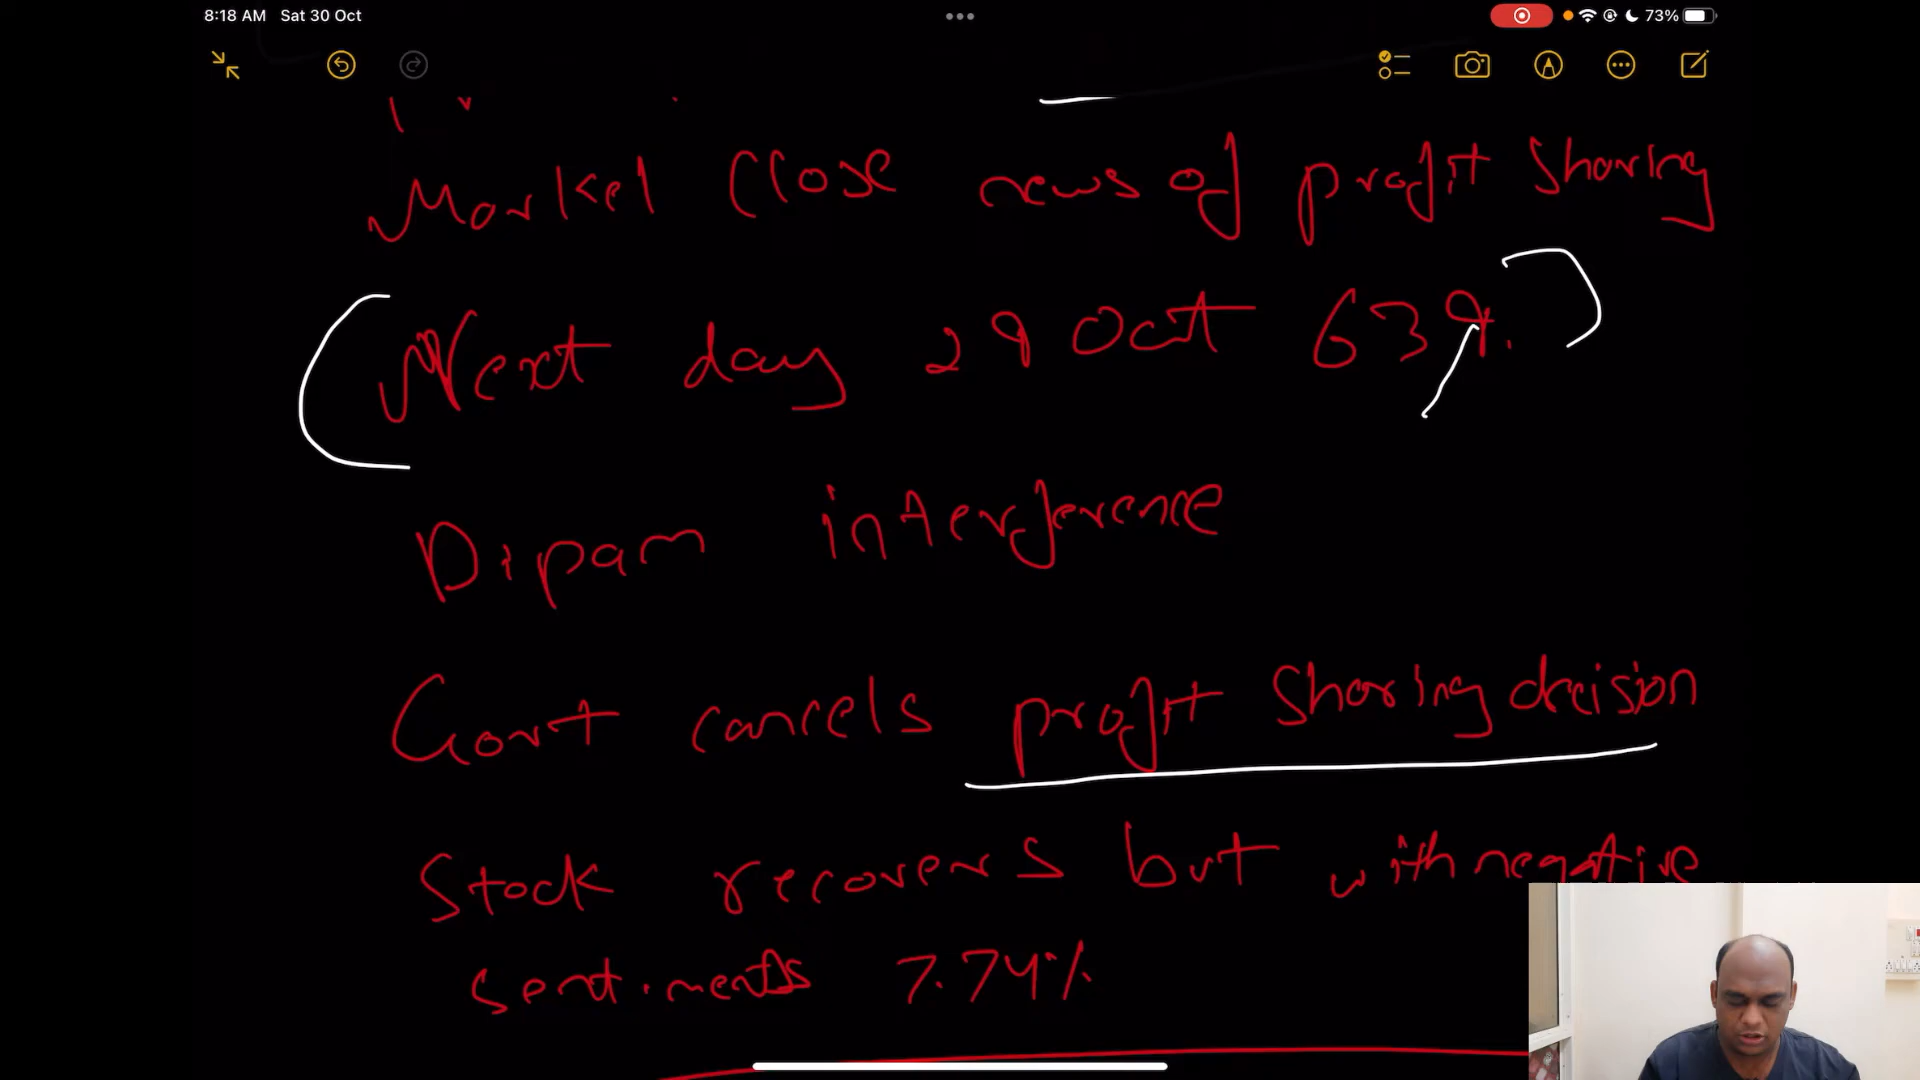 8:18 AM Sat 30 Oct
73%
Market Close news of profit sharing
Next day 29 Oct 639.
Dipam interference
Govt cancels profit sharing decision
Stock recovers but with negative
sentiments 7.74%